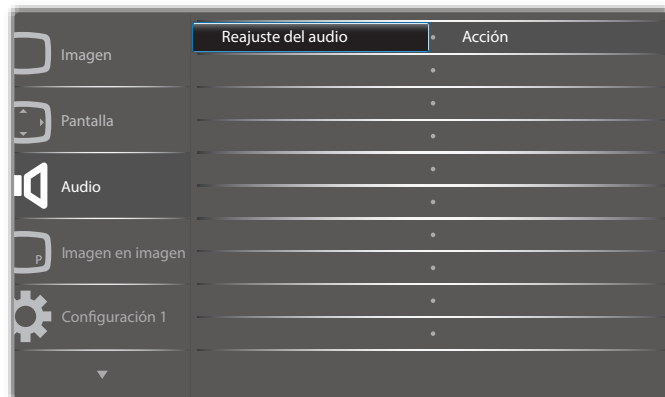 Imagen
Pantalla
Audio
P
Imagen en imagen
Configuración 1
Reajuste del audio
Acción